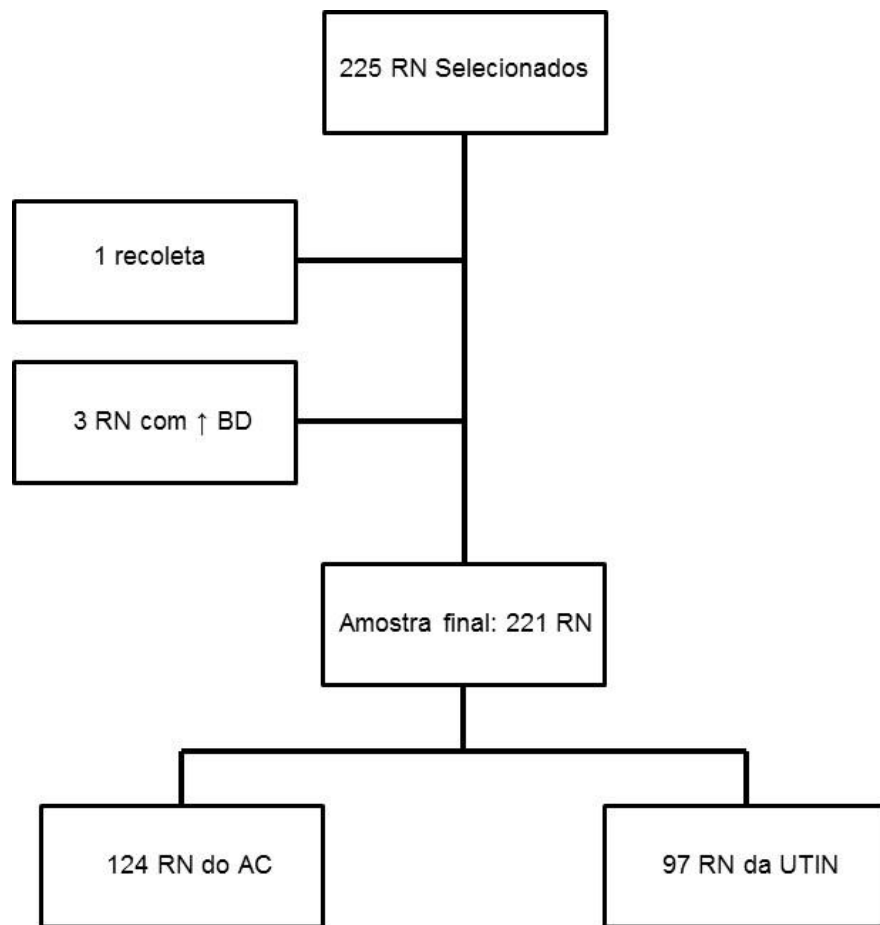 225 RN Selecionados
1 recoleta
3 RN com ↑ BD
Amostra final: 221 RN
124 RN do AC
97 RN da UTIN